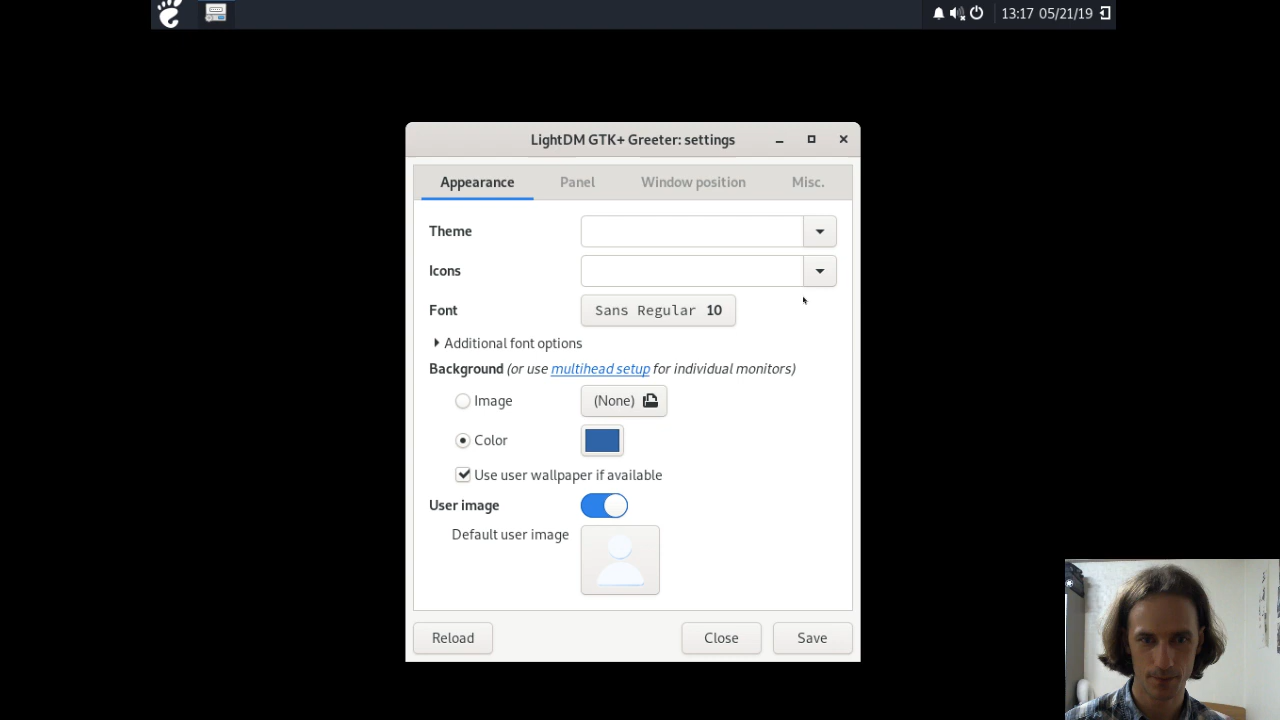 13:17 05/21/19
LightDM GTK+ Greeter: settings
Appearance Panel Window position Misc.
Theme
Icons
Font Sans Regular 10
Additional font options
Background (or use multihead setup for individual monitors)
Image (None)
Color
Use user wallpaper if available
User image
Default user image
Reload Close Save